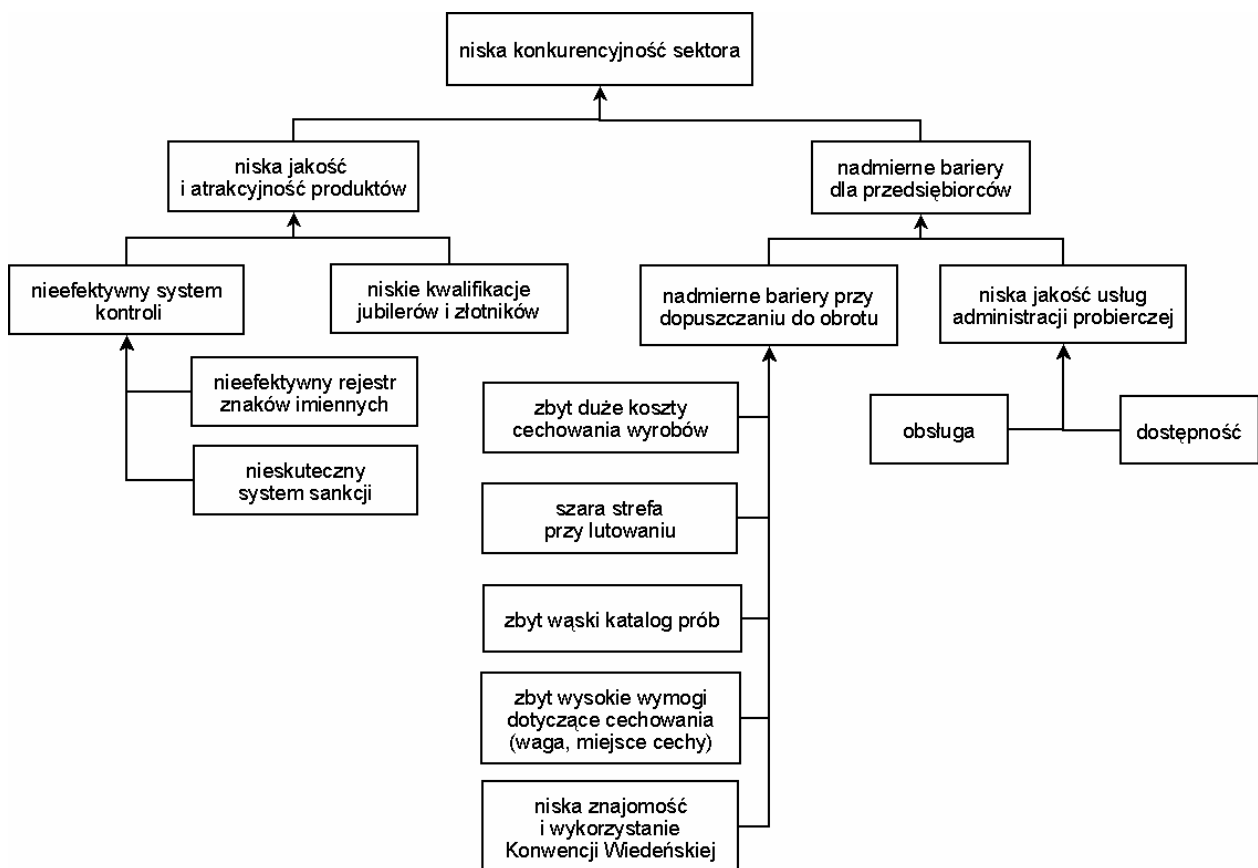 niska konkurencyjność sektora
niska jakość
i atrakcyjność produktów
nadmierne bariery
dla przedsiębiorców
nieefektywny system
kontroli
niskie kwalifikacje
jubilerów i złotników
nadmierne bariery przy
dopuszczaniu do obrotu
niska jakość usług
administracji probierczej
nieefektywny rejestr
znaków imiennych
nieskuteczny
system sankcji
zbyt duże koszty
cechowania wyrobów
szara strefa
przy lutowaniu
zbyt wąski katalog prób
zbyt wysokie wymogi
dotyczące cechowania
(waga, miejsce cechy)
niska znajomość
i wykorzystanie
Konwencji Wiedeńskiej
obsługa
dostępność